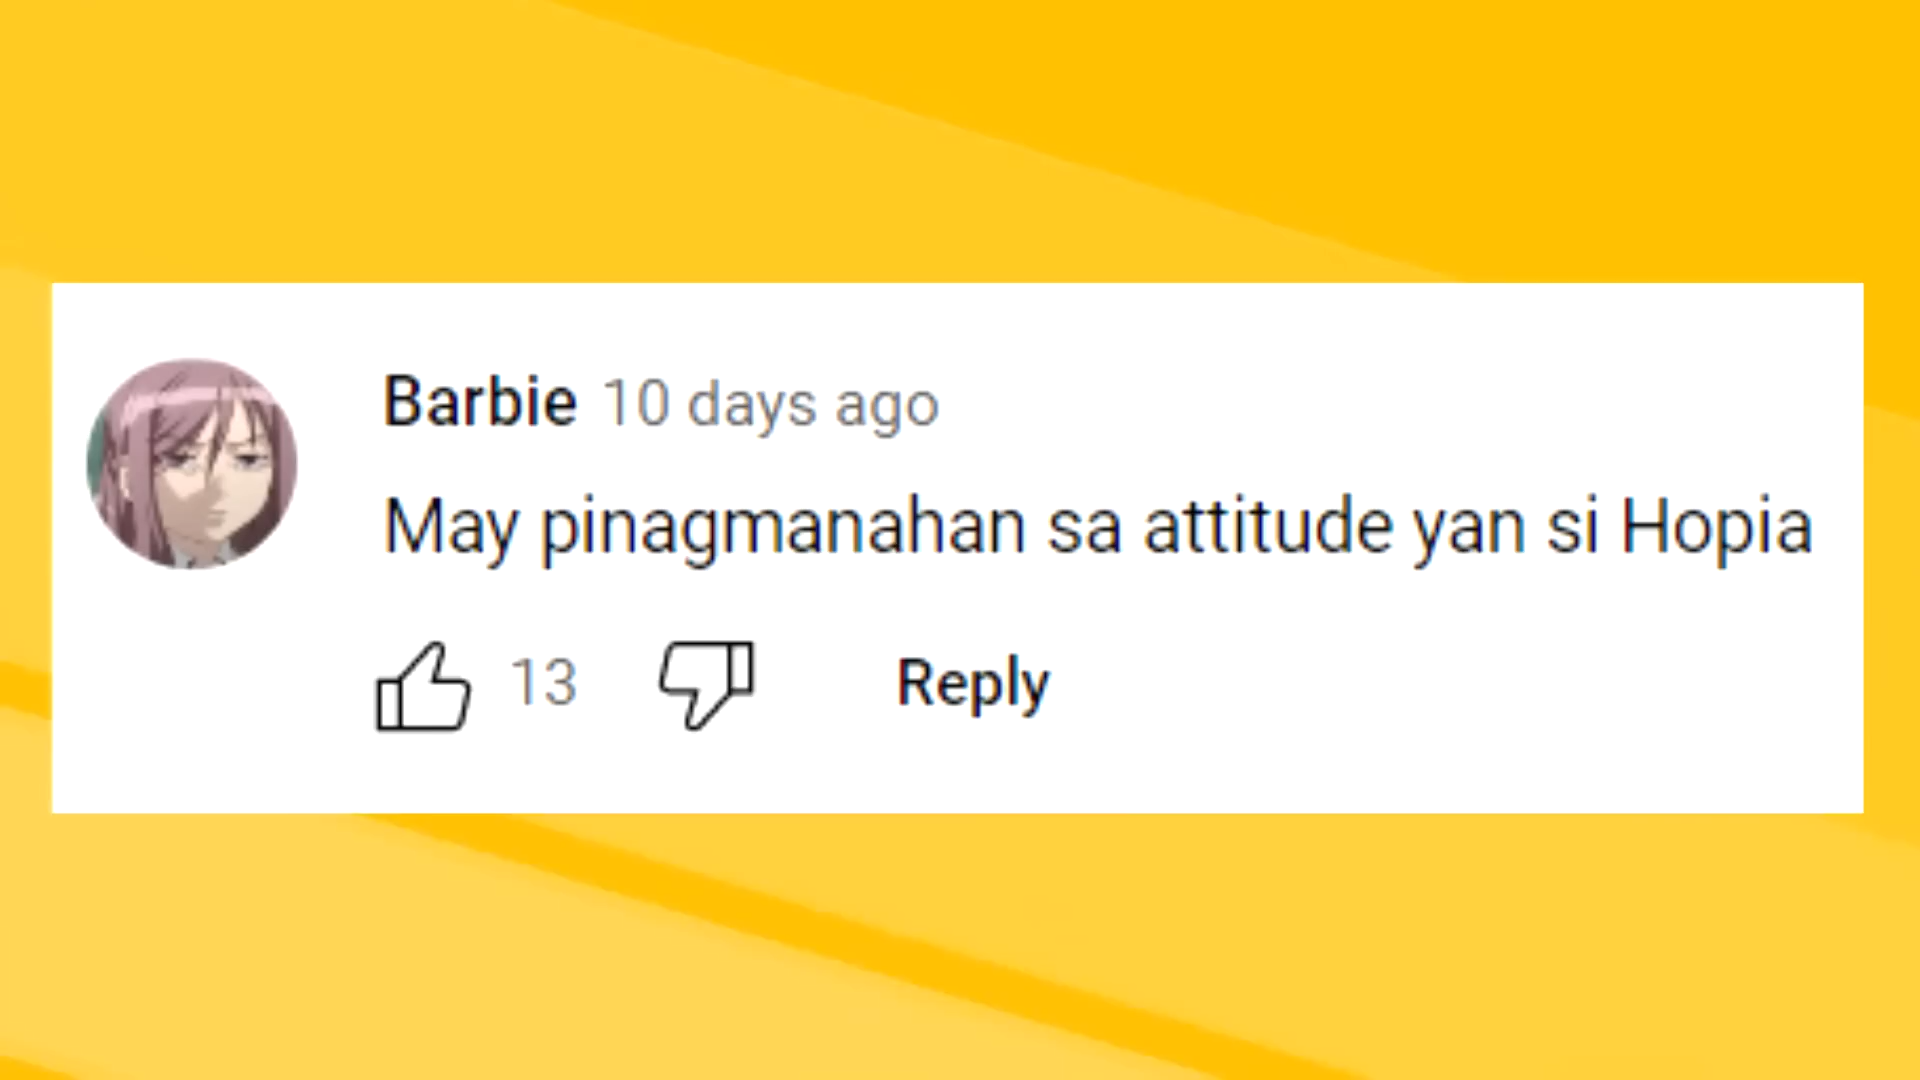 Barbie 10 days ago
May pinagmanahan sa attitude yan si Hopia
13 Reply